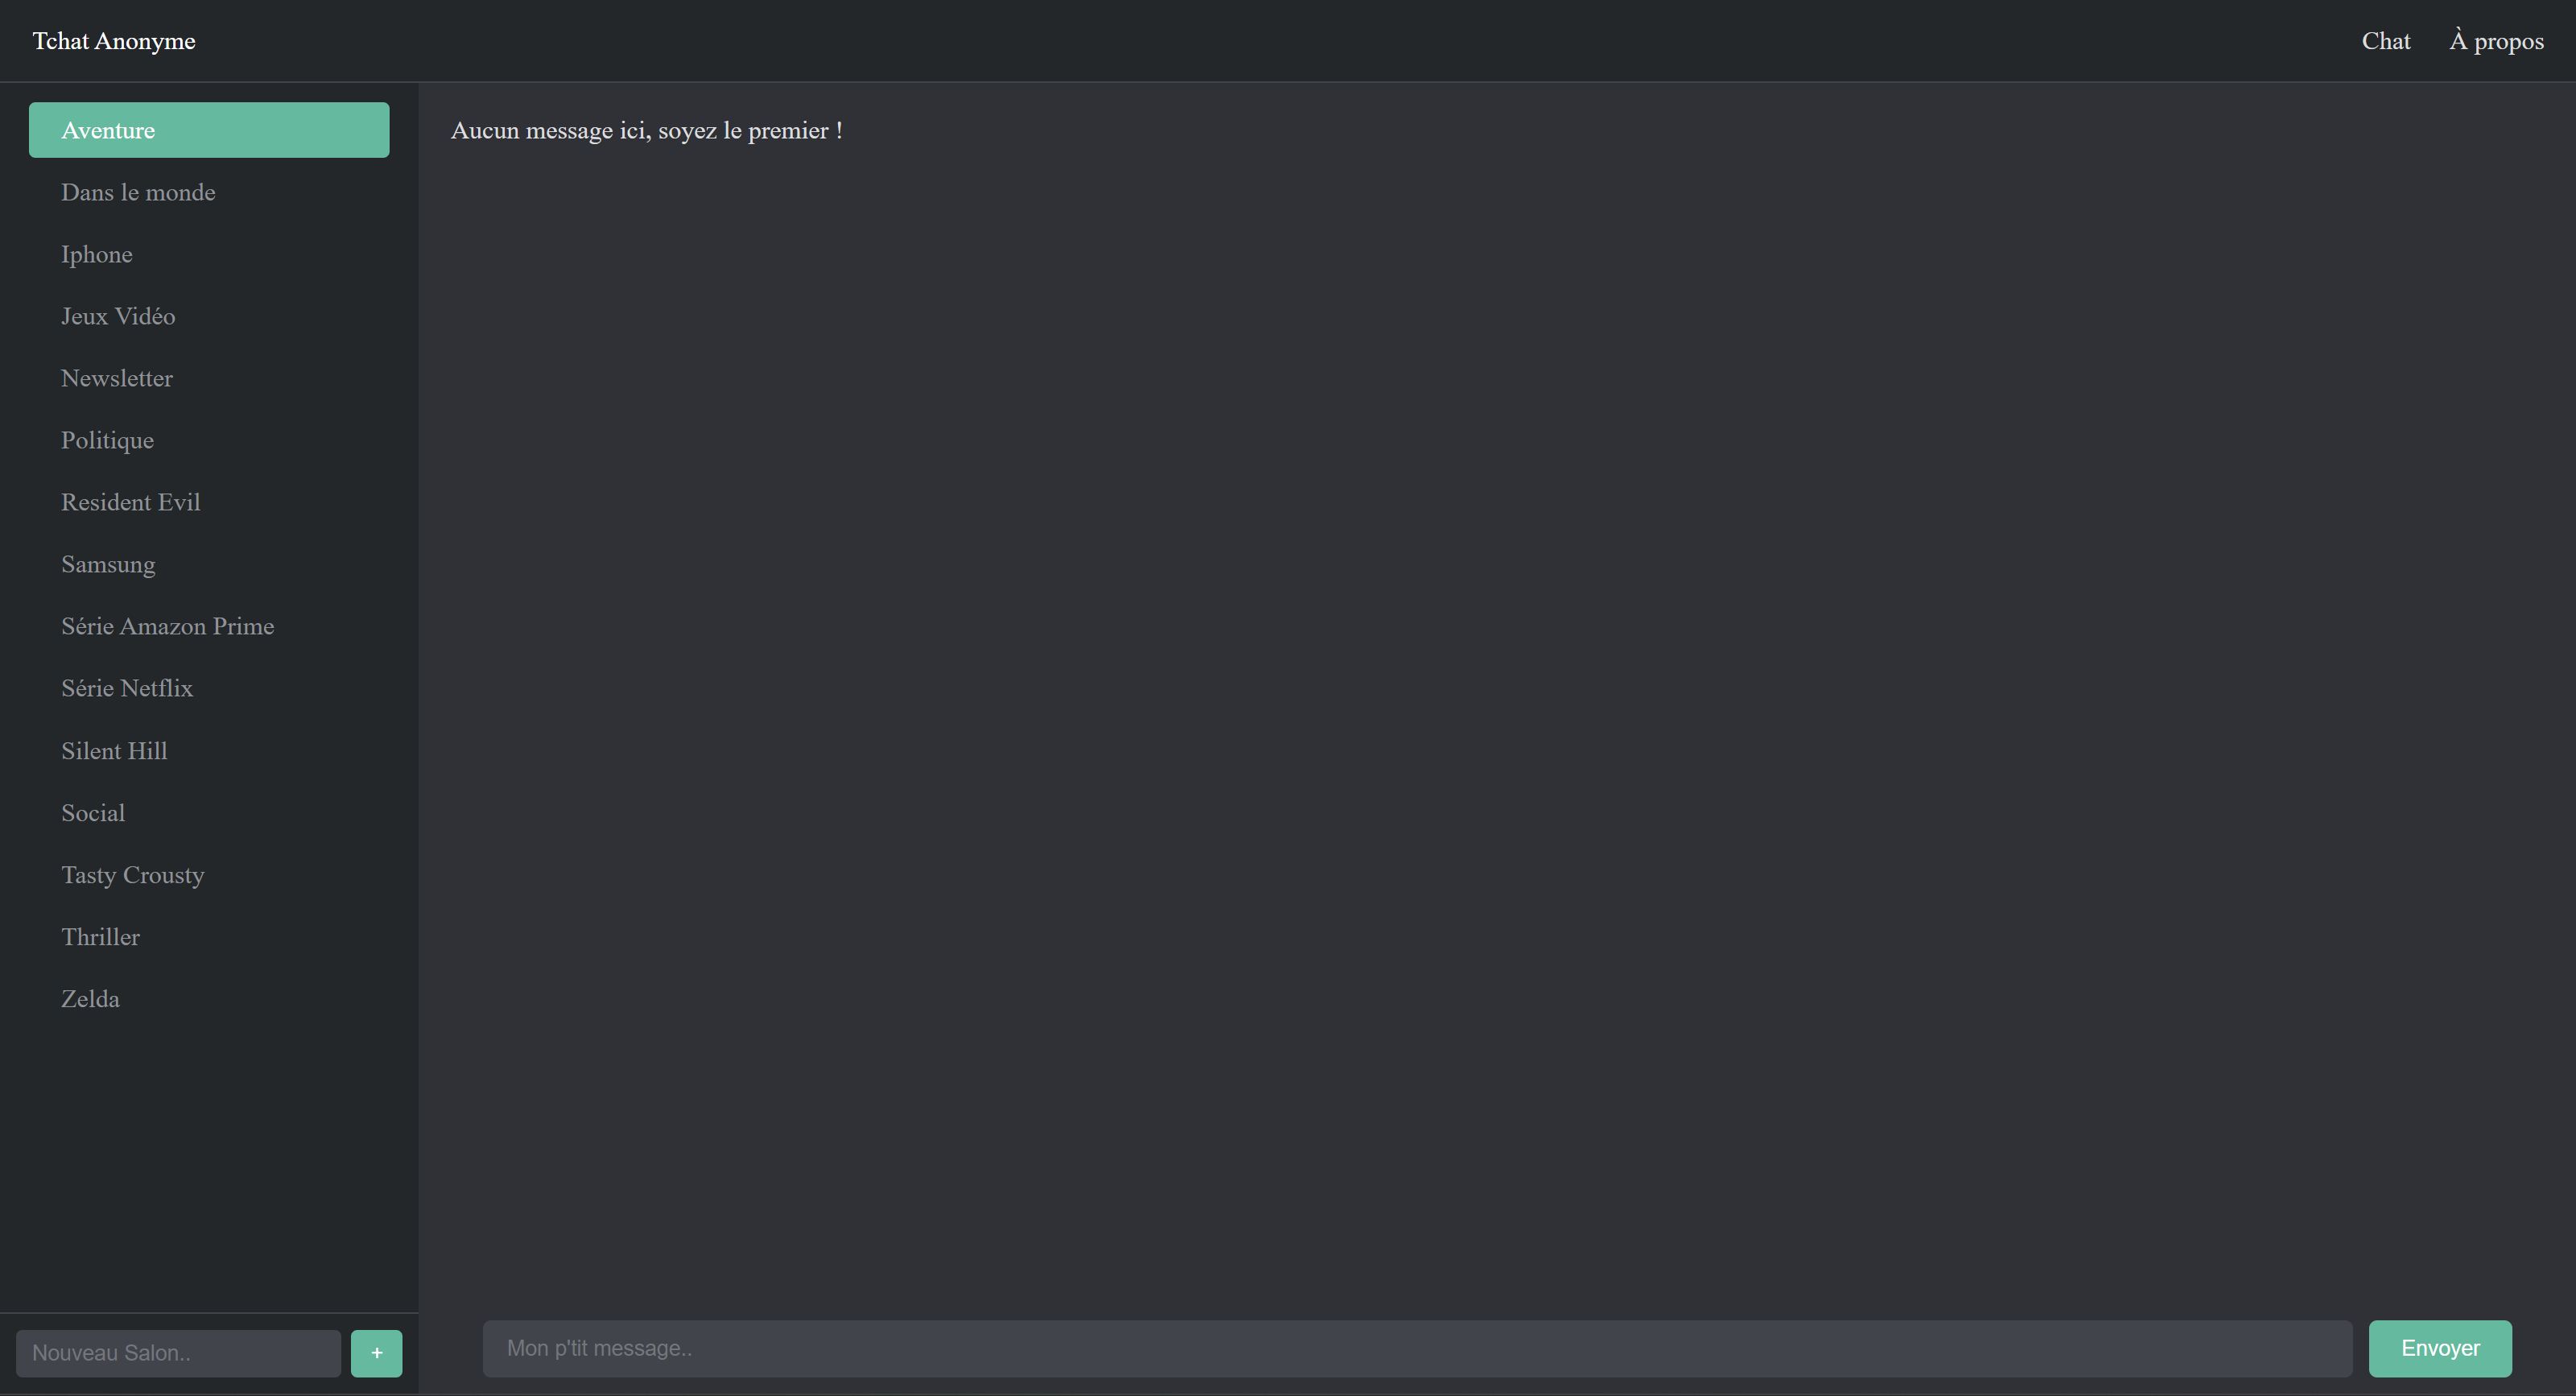 Tchat Anonyme
Chat
À propos
Aventure
Dans le monde
Iphone
Jeux Vidéo
Newsletter
Politique
Resident Evil
Samsung
Série Amazon Prime
Série Netflix
Silent Hill
Social
Tasty Crousty
Thriller
Zelda
Nouveau Salon..
+
Aucun message ici, soyez le premier !
Mon p'tit message..
Envoyer